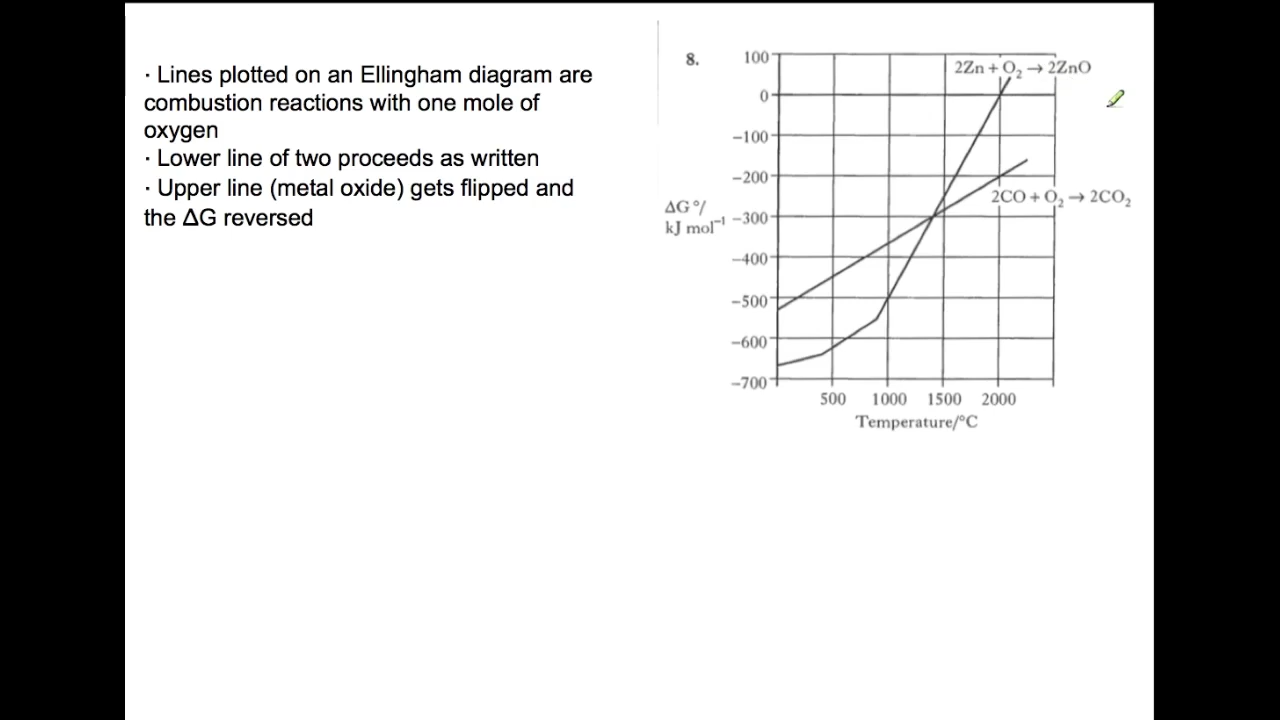 · Lines plotted on an Ellingham diagram are
combustion reactions with one mole of
oxygen
· Lower line of two proceeds as written
· Upper line (metal oxide) gets flipped and
the ΔG reversed
8.
100
2Zn + O₂ → 2ZnO
0
−100
−200
2CO + O₂ → 2CO₂
ΔG°/
kJ mol⁻¹
−300
−400
−500
−600
−700
500 1000 1500 2000
Temperature/°C